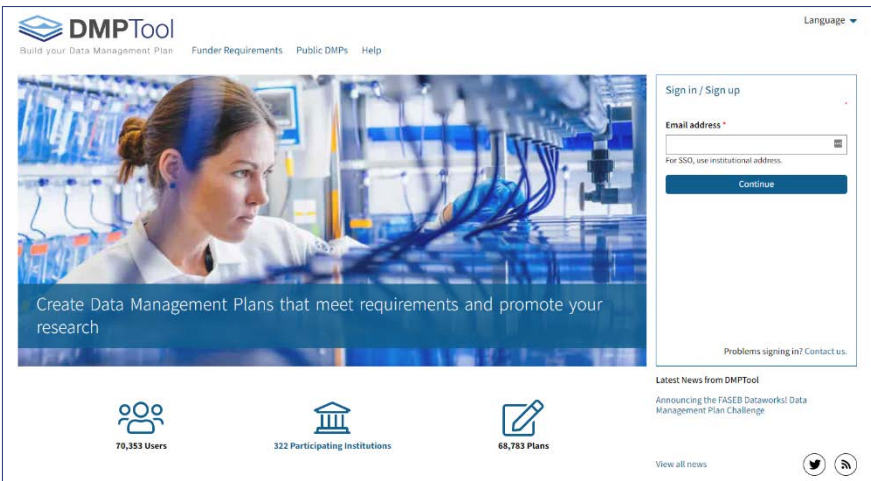 DMPTool
Build your Data Management Plan
Funder Requirements Public DMPs Help
Language
Sign in / Sign up
Email address *
For SSO, use institutional address.
Continue
Problems signing in? Contact us.
Create Data Management Plans that meet requirements and promote your
research
70,353 Users
322 Participating Institutions
68,783 Plans
Latest News from DMPTool
Announcing the FASEB Dataworks! Data
Management Plan Challenge
View all news